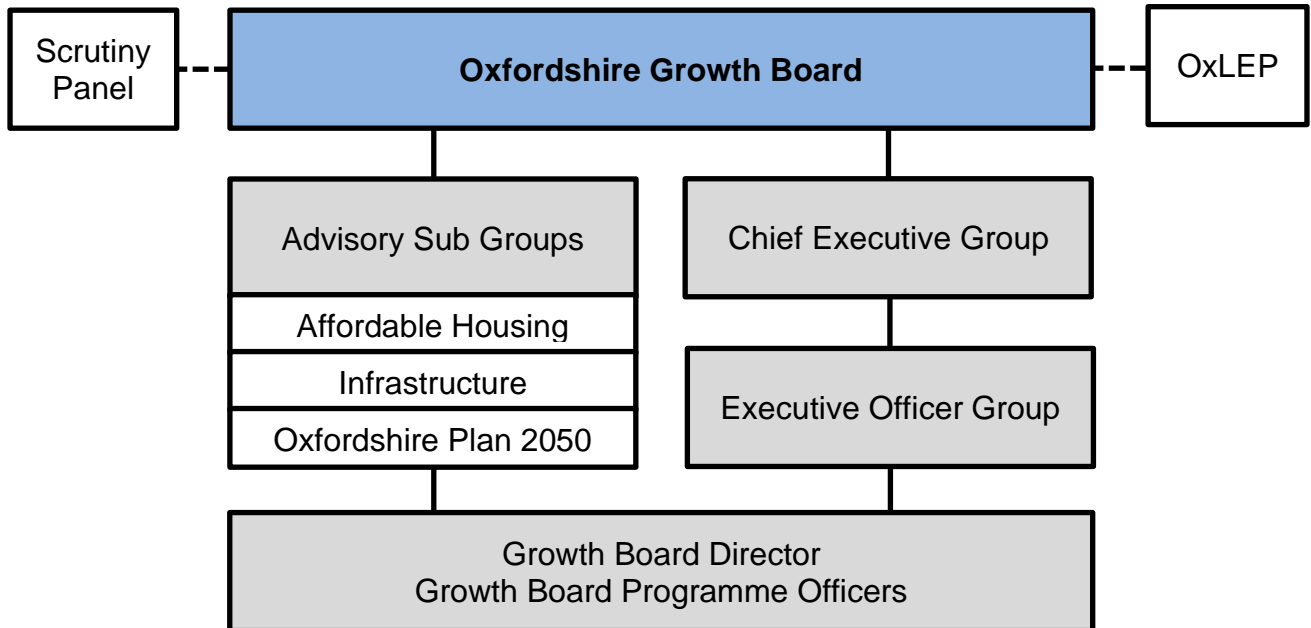 Scrutiny
Panel
Oxfordshire Growth Board
OxLEP
Advisory Sub Groups
Affordable Housing
Infrastructure
Oxfordshire Plan 2050
Chief Executive Group
Executive Officer Group
Growth Board Director
Growth Board Programme Officers